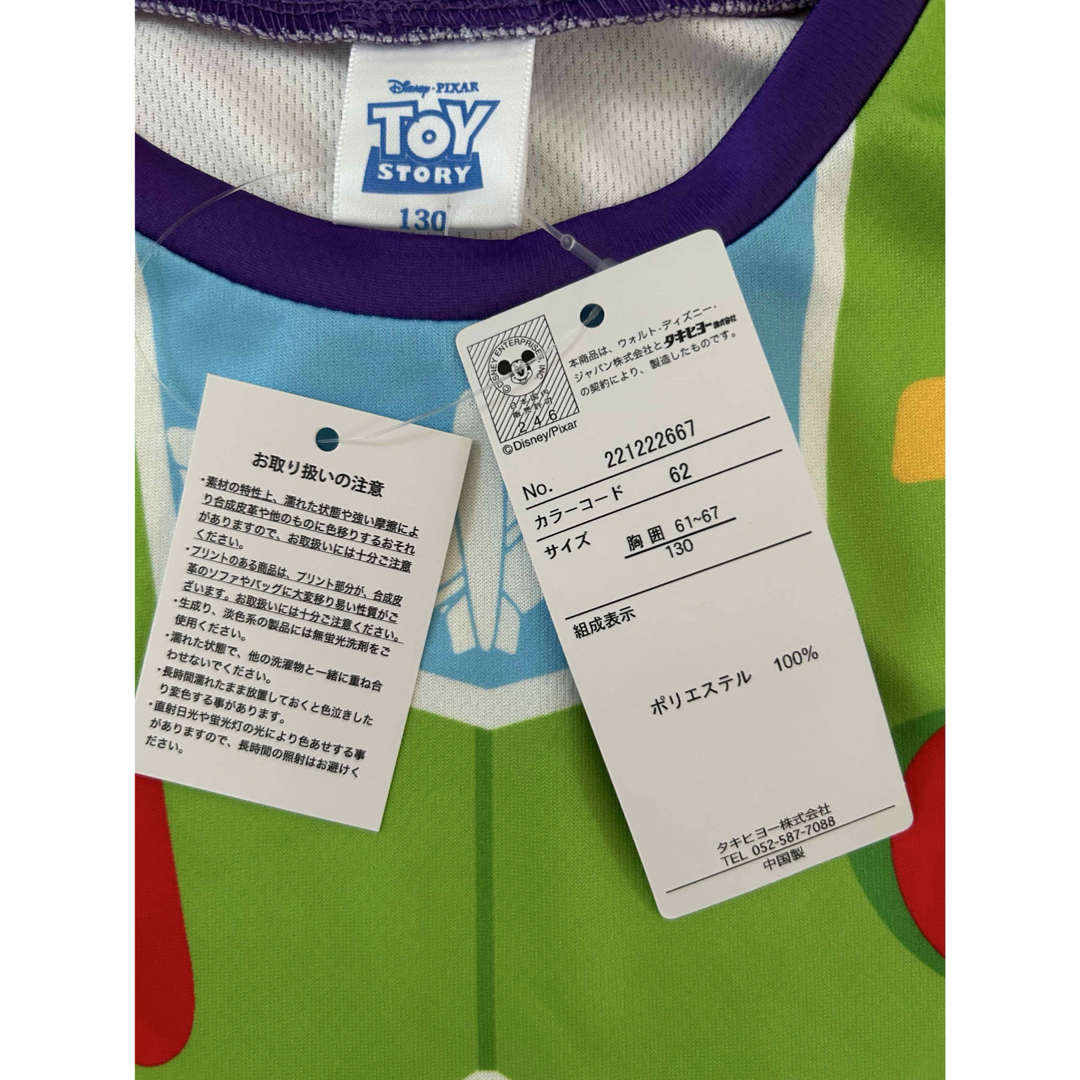 Disney・PIXAR
TOY
STORY
130
お取り扱いの注意
・素材の特性上、濡れた状態や強い摩擦によ
り合成皮革や他のものに色移りするおそれ
がありますので、お取扱いには十分ご注意
ください。
・プリントのある商品は、プリント部分が、合成皮
革のソファやバッグに大変移り易い性質がご
ざいます。お取扱いには十分ご注意ください。
・生成り、淡色系の製品には無蛍光洗剤をご
使用ください。
・濡れた状態で、他の洗濯物と一緒に重ね合
わせないでください。
・長時間濡れたまま放置しておくと色泣きした
り変色する事があります。
・直射日光や蛍光灯の光により色あせする事
がありますので、長時間の照射はお避けく
ださい。
©DISNEY ENTERPRISES, INC.
日本国内
販売許可
246
©Disney/Pixar
本商品は、ウォルト・ディズニー・
ジャパン株式会社とタキヒヨー株式会社
の契約により、製造したものです。
No. 221222667
カラーコード 62
サイズ 胸囲 61~67
130
組成表示
ポリエステル 100%
タキヒヨー株式会社
TEL 052-587-7088
中国製